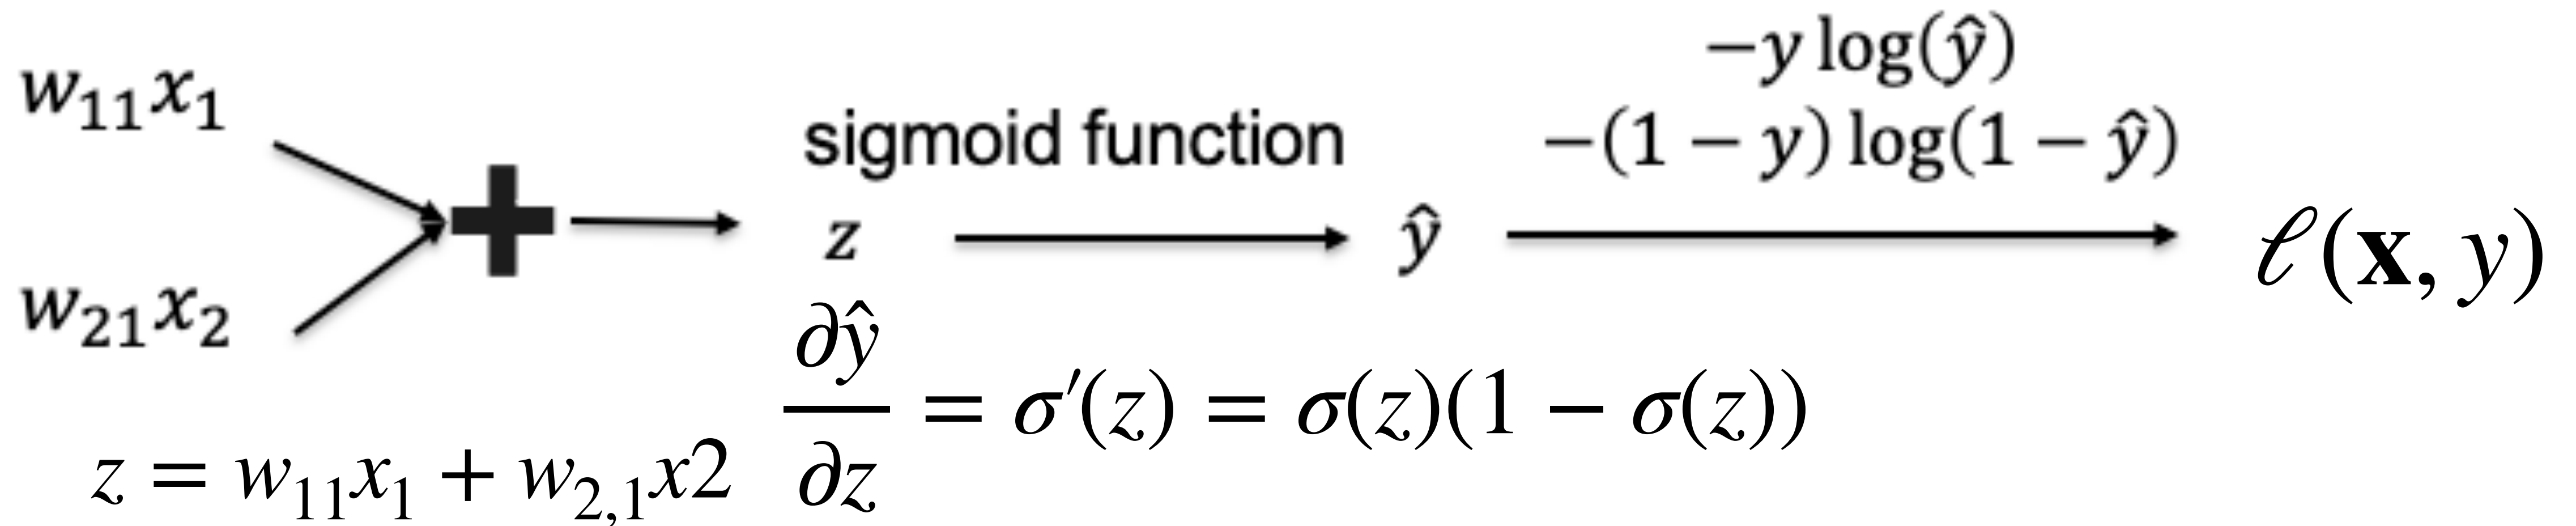 −y log(ŷ)
w₁₁x₁
sigmoid function
−(1 − y) log(1 − ŷ)
z
ŷ
ℓ(𝐱, y)
w₂₁x₂
∂ŷ/∂z = σ′(z) = σ(z)(1 − σ(z))
z = w₁₁x₁ + w₂,₁x2